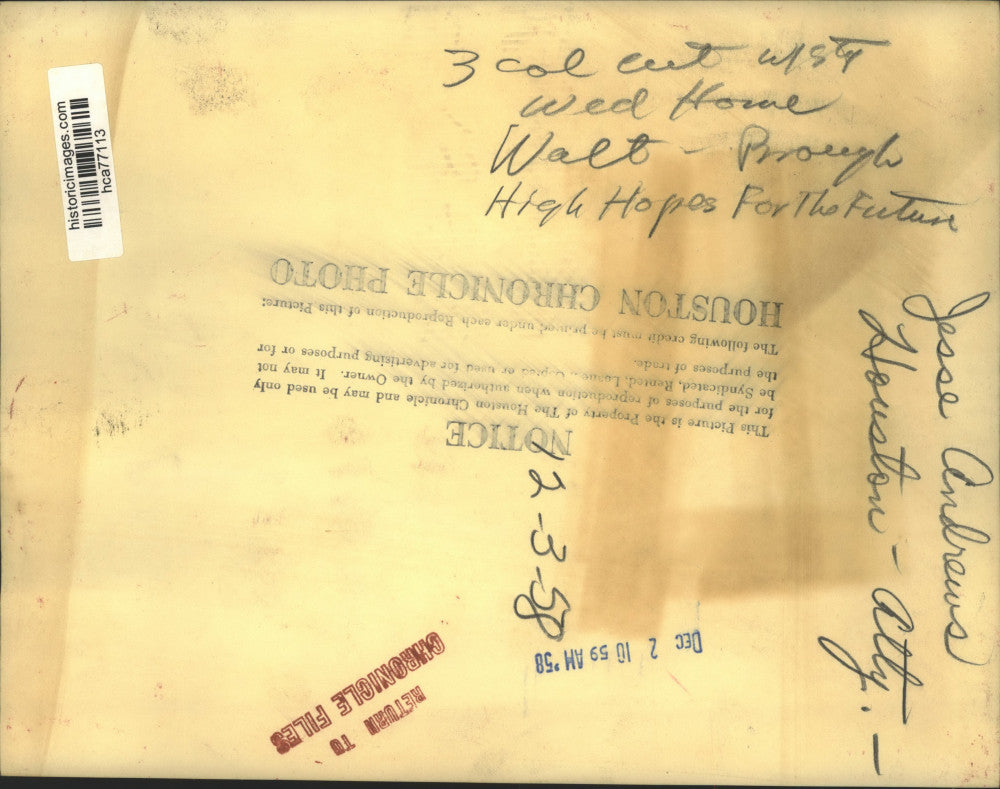 3 col cut w/sty
Wed Home
Walt - Brough
High Hopes For The Future
historicimages.com
hca77113
Jesse Andrews
Houston - Atty. -
NOTICE
This Picture is the Property of The Houston Chronicle and may be used only
for the purposes of reproduction when authorized by the Owner. It may not
be Syndicated, Rented, Loaned, Copied or used for advertising purposes or for
the purposes of trade.
The following credit must be printed under each Reproduction of this Picture:
HOUSTON CHRONICLE PHOTO
12-3-58
DEC 2 10 59 AM '58
RETURN TO
CHRONICLE FILES